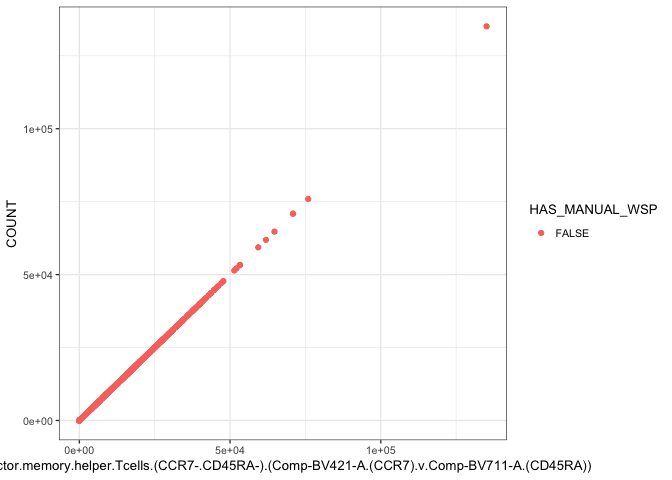 1e+05
5e+04
0e+00
COUNT
0e+00 5e+04 1e+05
ctor.memory.helper.Tcells.(CCR7-.CD45RA-).(Comp-BV421-A.(CCR7).v.Comp-BV711-A.(CD45RA))
HAS_MANUAL_WSP
FALSE